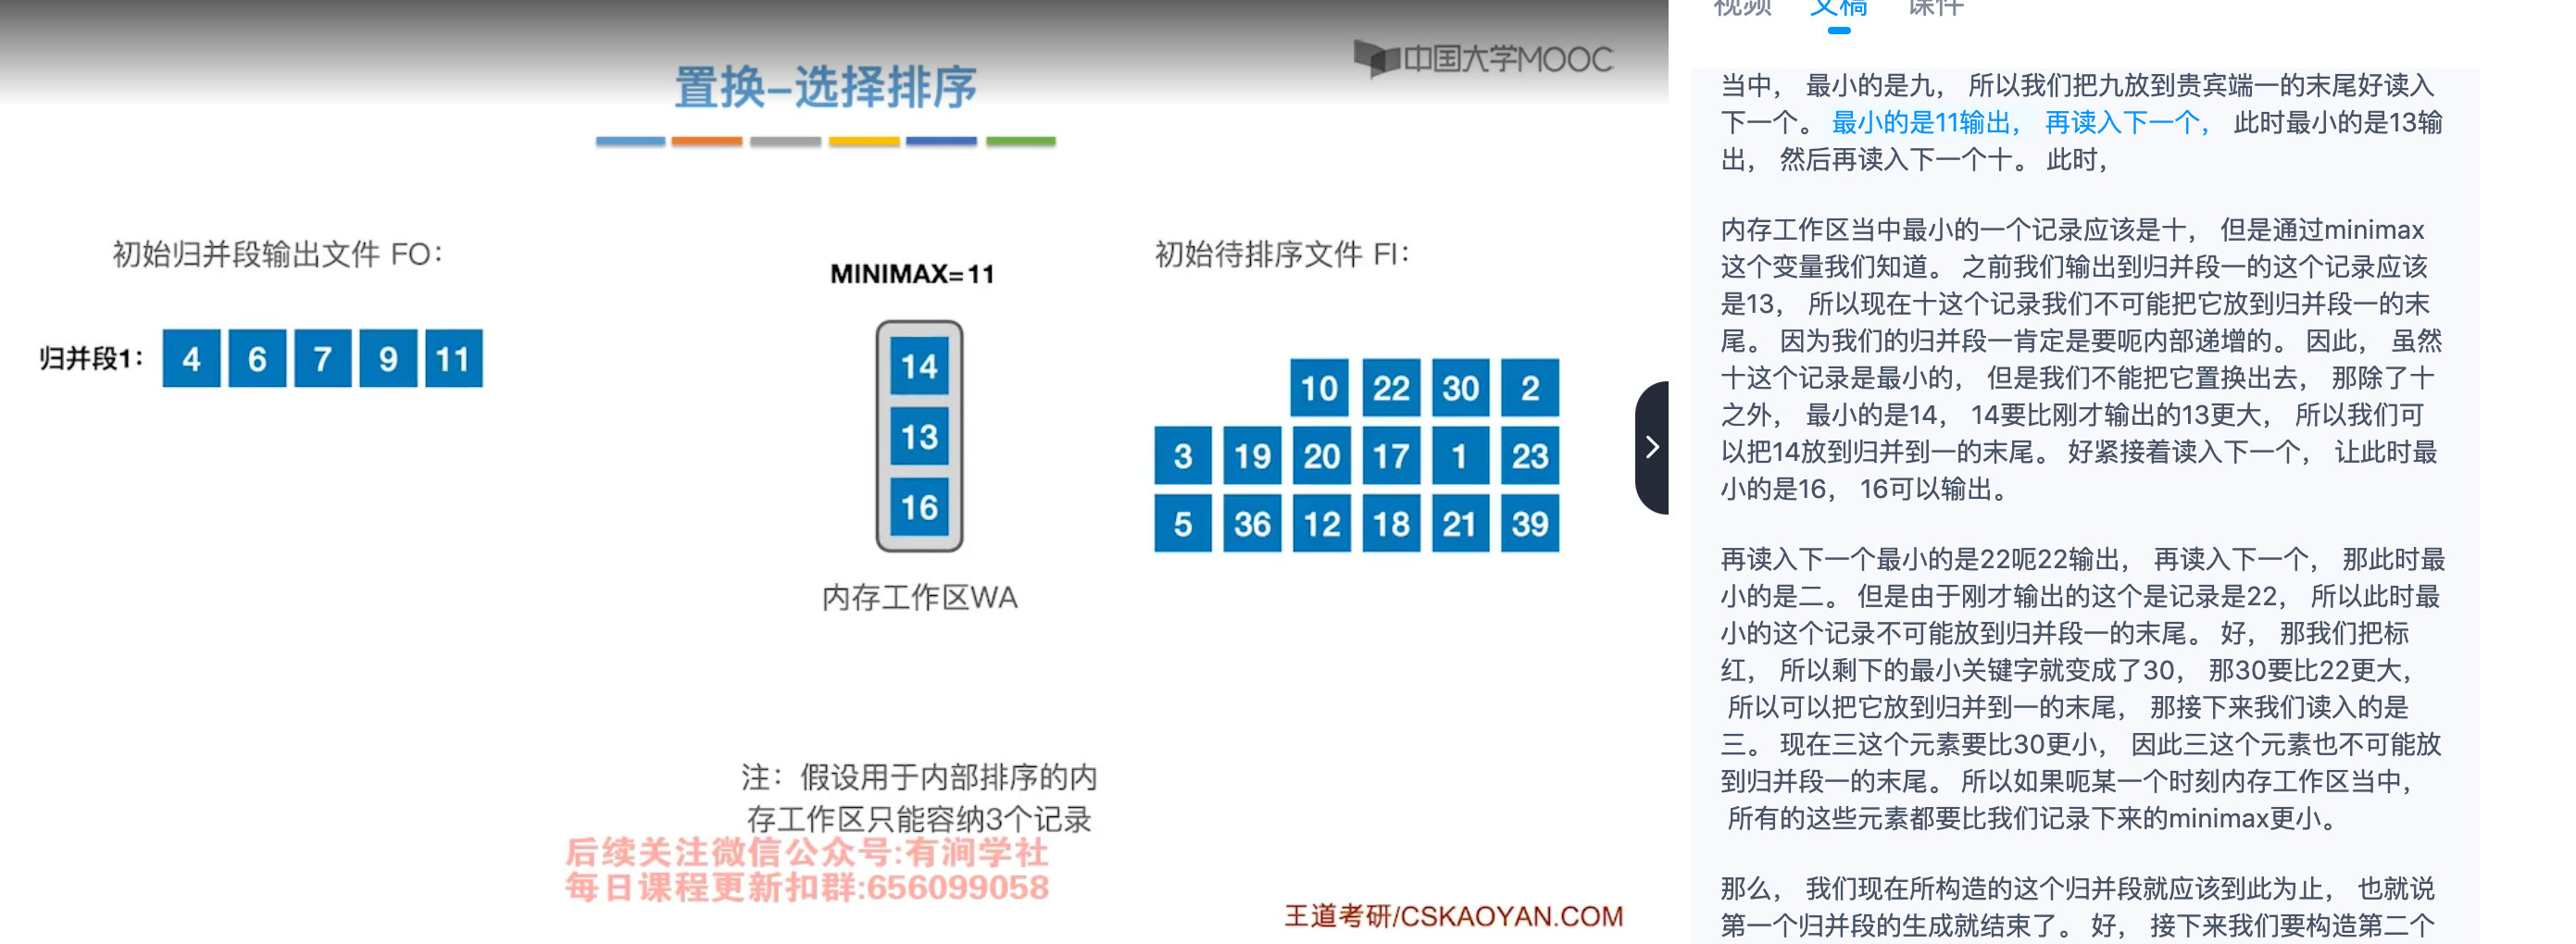 中国大学MOOC
置换–选择排序
初始归并段输出文件 FO：
归并段1：
4 6 7 9 11
MINIMAX=11
14
13
16
内存工作区WA
初始待排序文件 FI：
10 22 30 2
3 19 20 17 1 23
5 36 12 18 21 39
注：假设用于内部排序的内
存工作区只能容纳3个记录
后续关注微信公众号:有涧学社
每日课程更新扣群:656099058
王道考研/CSKAOYAN.COM
视频 文稿 课件
当中， 最小的是九， 所以我们把九放到贵宾端一的末尾好读入
下一个。 最小的是11输出， 再读入下一个， 此时最小的是13输
出， 然后再读入下一个十。 此时，
内存工作区当中最小的一个记录应该是十， 但是通过minimax
这个变量我们知道。 之前我们输出到归并段一的这个记录应该
是13， 所以现在十这个记录我们不可能把它放到归并段一的末
尾。 因为我们的归并段一肯定是要呃内部递增的。 因此， 虽然
十这个记录是最小的， 但是我们不能把它置换出去， 那除了十
之外， 最小的是14， 14要比刚才输出的13更大， 所以我们可
以把14放到归并到一的末尾。 好紧接着读入下一个， 让此时最
小的是16， 16可以输出。
再读入下一个最小的是22呃22输出， 再读入下一个， 那此时最
小的是二。 但是由于刚才输出的这个是记录是22， 所以此时最
小的这个记录不可能放到归并段一的末尾。 好， 那我们把标
红， 所以剩下的最小关键字就变成了30， 那30要比22更大，
所以可以把它放到归并到一的末尾， 那接下来我们读入的是
三。 现在三这个元素要比30更小， 因此三这个元素也不可能放
到归并段一的末尾。 所以如果呃某一个时刻内存工作区当中，
所有的这些元素都要比我们记录下来的minimax更小。
那么， 我们现在所构造的这个归并段就应该到此为止， 也就说
第一个归并段的生成就结束了。 好， 接下来我们要构造第二个